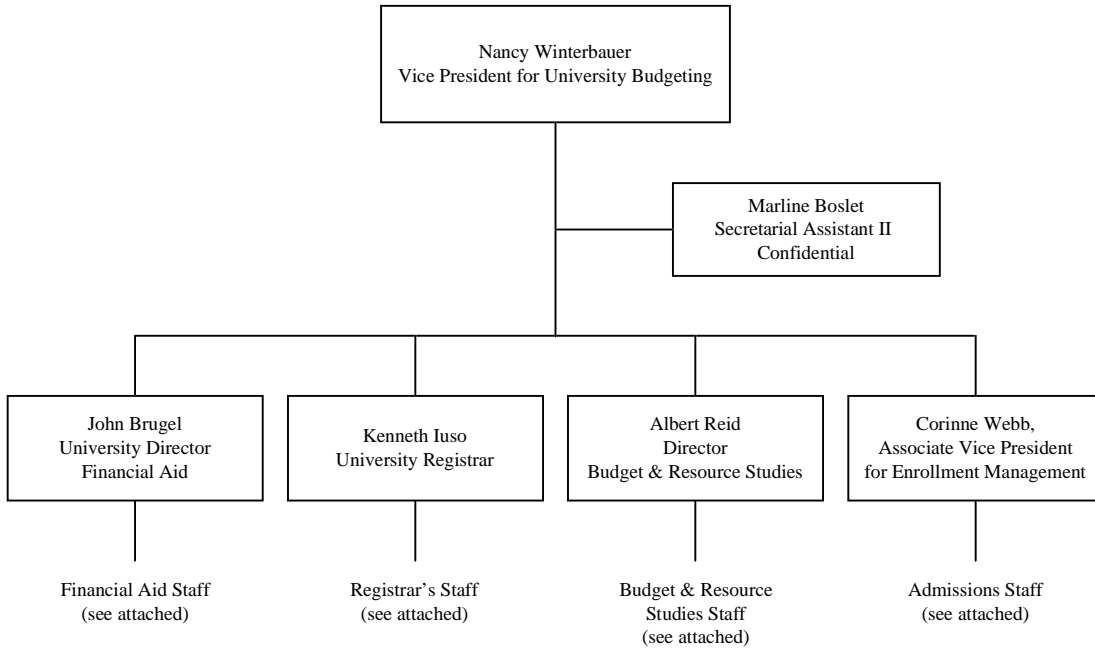 Nancy Winterbauer
Vice President for University Budgeting
Marline Boslet
Secretarial Assistant II
Confidential
John Brugel
University Director
Financial Aid
Kenneth Iuso
University Registrar
Albert Reid
Director
Budget & Resource Studies
Corinne Webb,
Associate Vice President
for Enrollment Management
Financial Aid Staff
(see attached)
Registrar’s Staff
(see attached)
Budget & Resource
Studies Staff
(see attached)
Admissions Staff
(see attached)